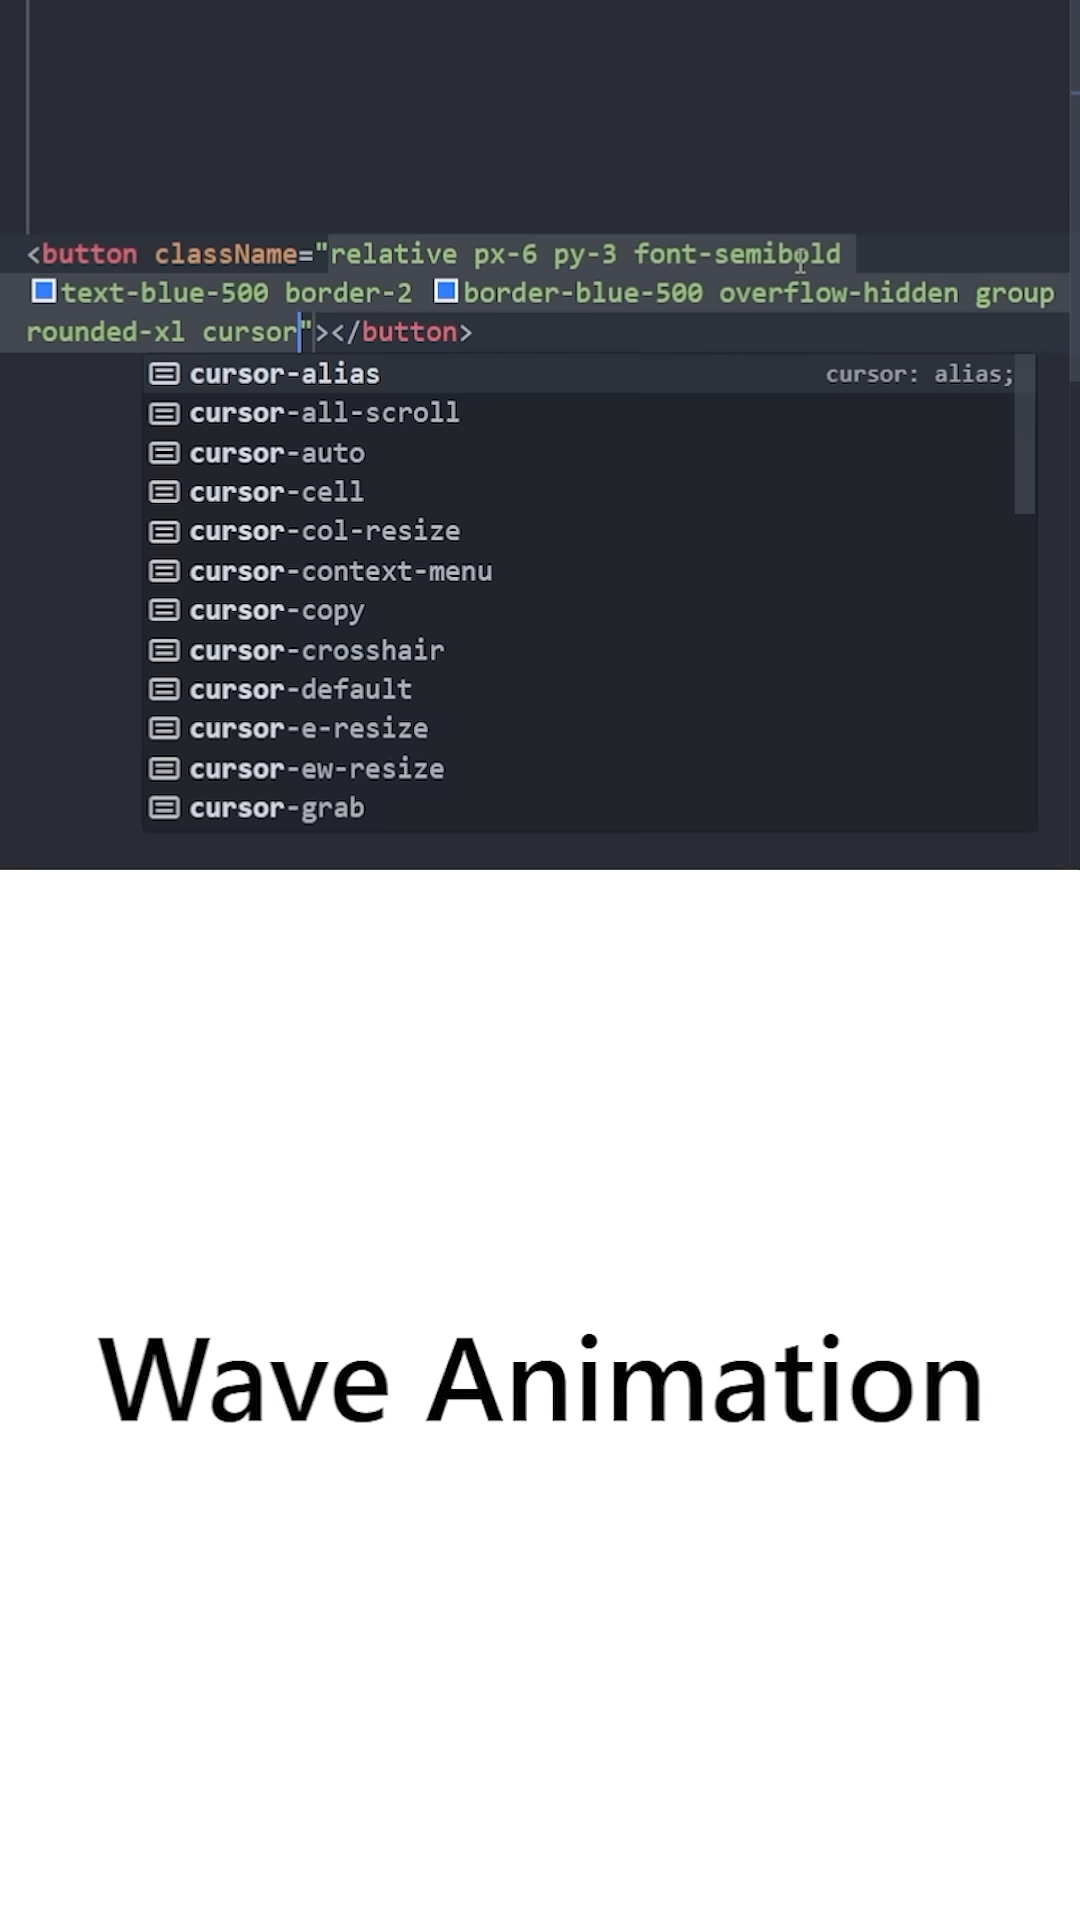 <button className="relative px-6 py-3 font-semibold
text-blue-500 border-2 border-blue-500 overflow-hidden group
rounded-xl cursor"></button>
cursor-alias cursor: alias;
cursor-all-scroll
cursor-auto
cursor-cell
cursor-col-resize
cursor-context-menu
cursor-copy
cursor-crosshair
cursor-default
cursor-e-resize
cursor-ew-resize
cursor-grab
Wave Animation